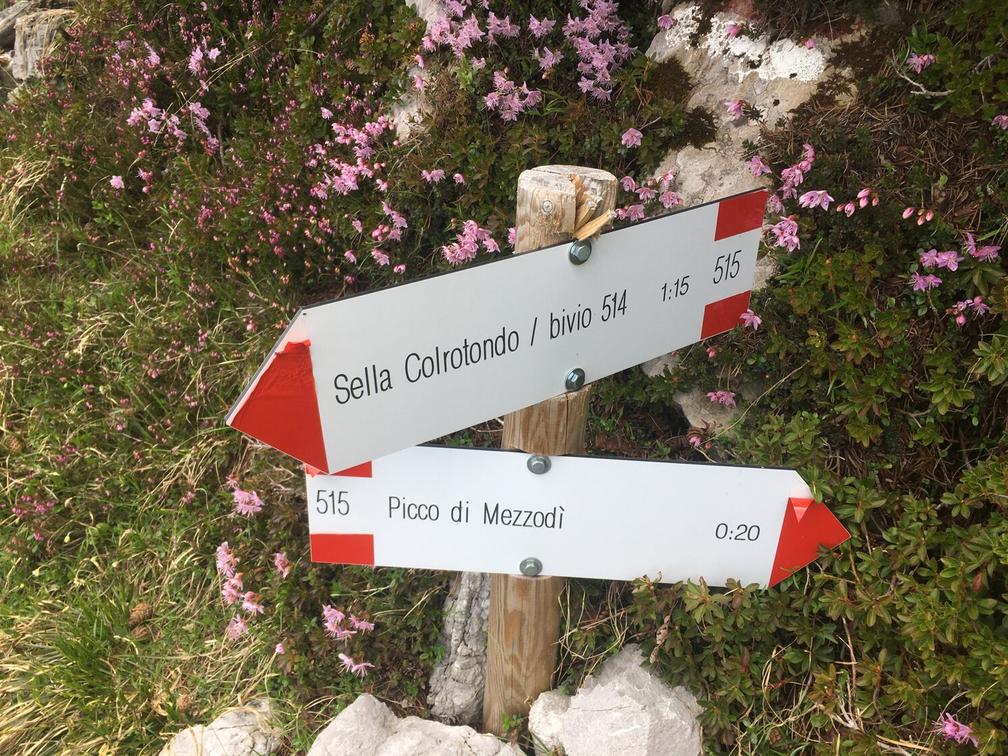 Sella Colrotondo / bivio 514 1:15 515
515 Picco di Mezzodì 0:20